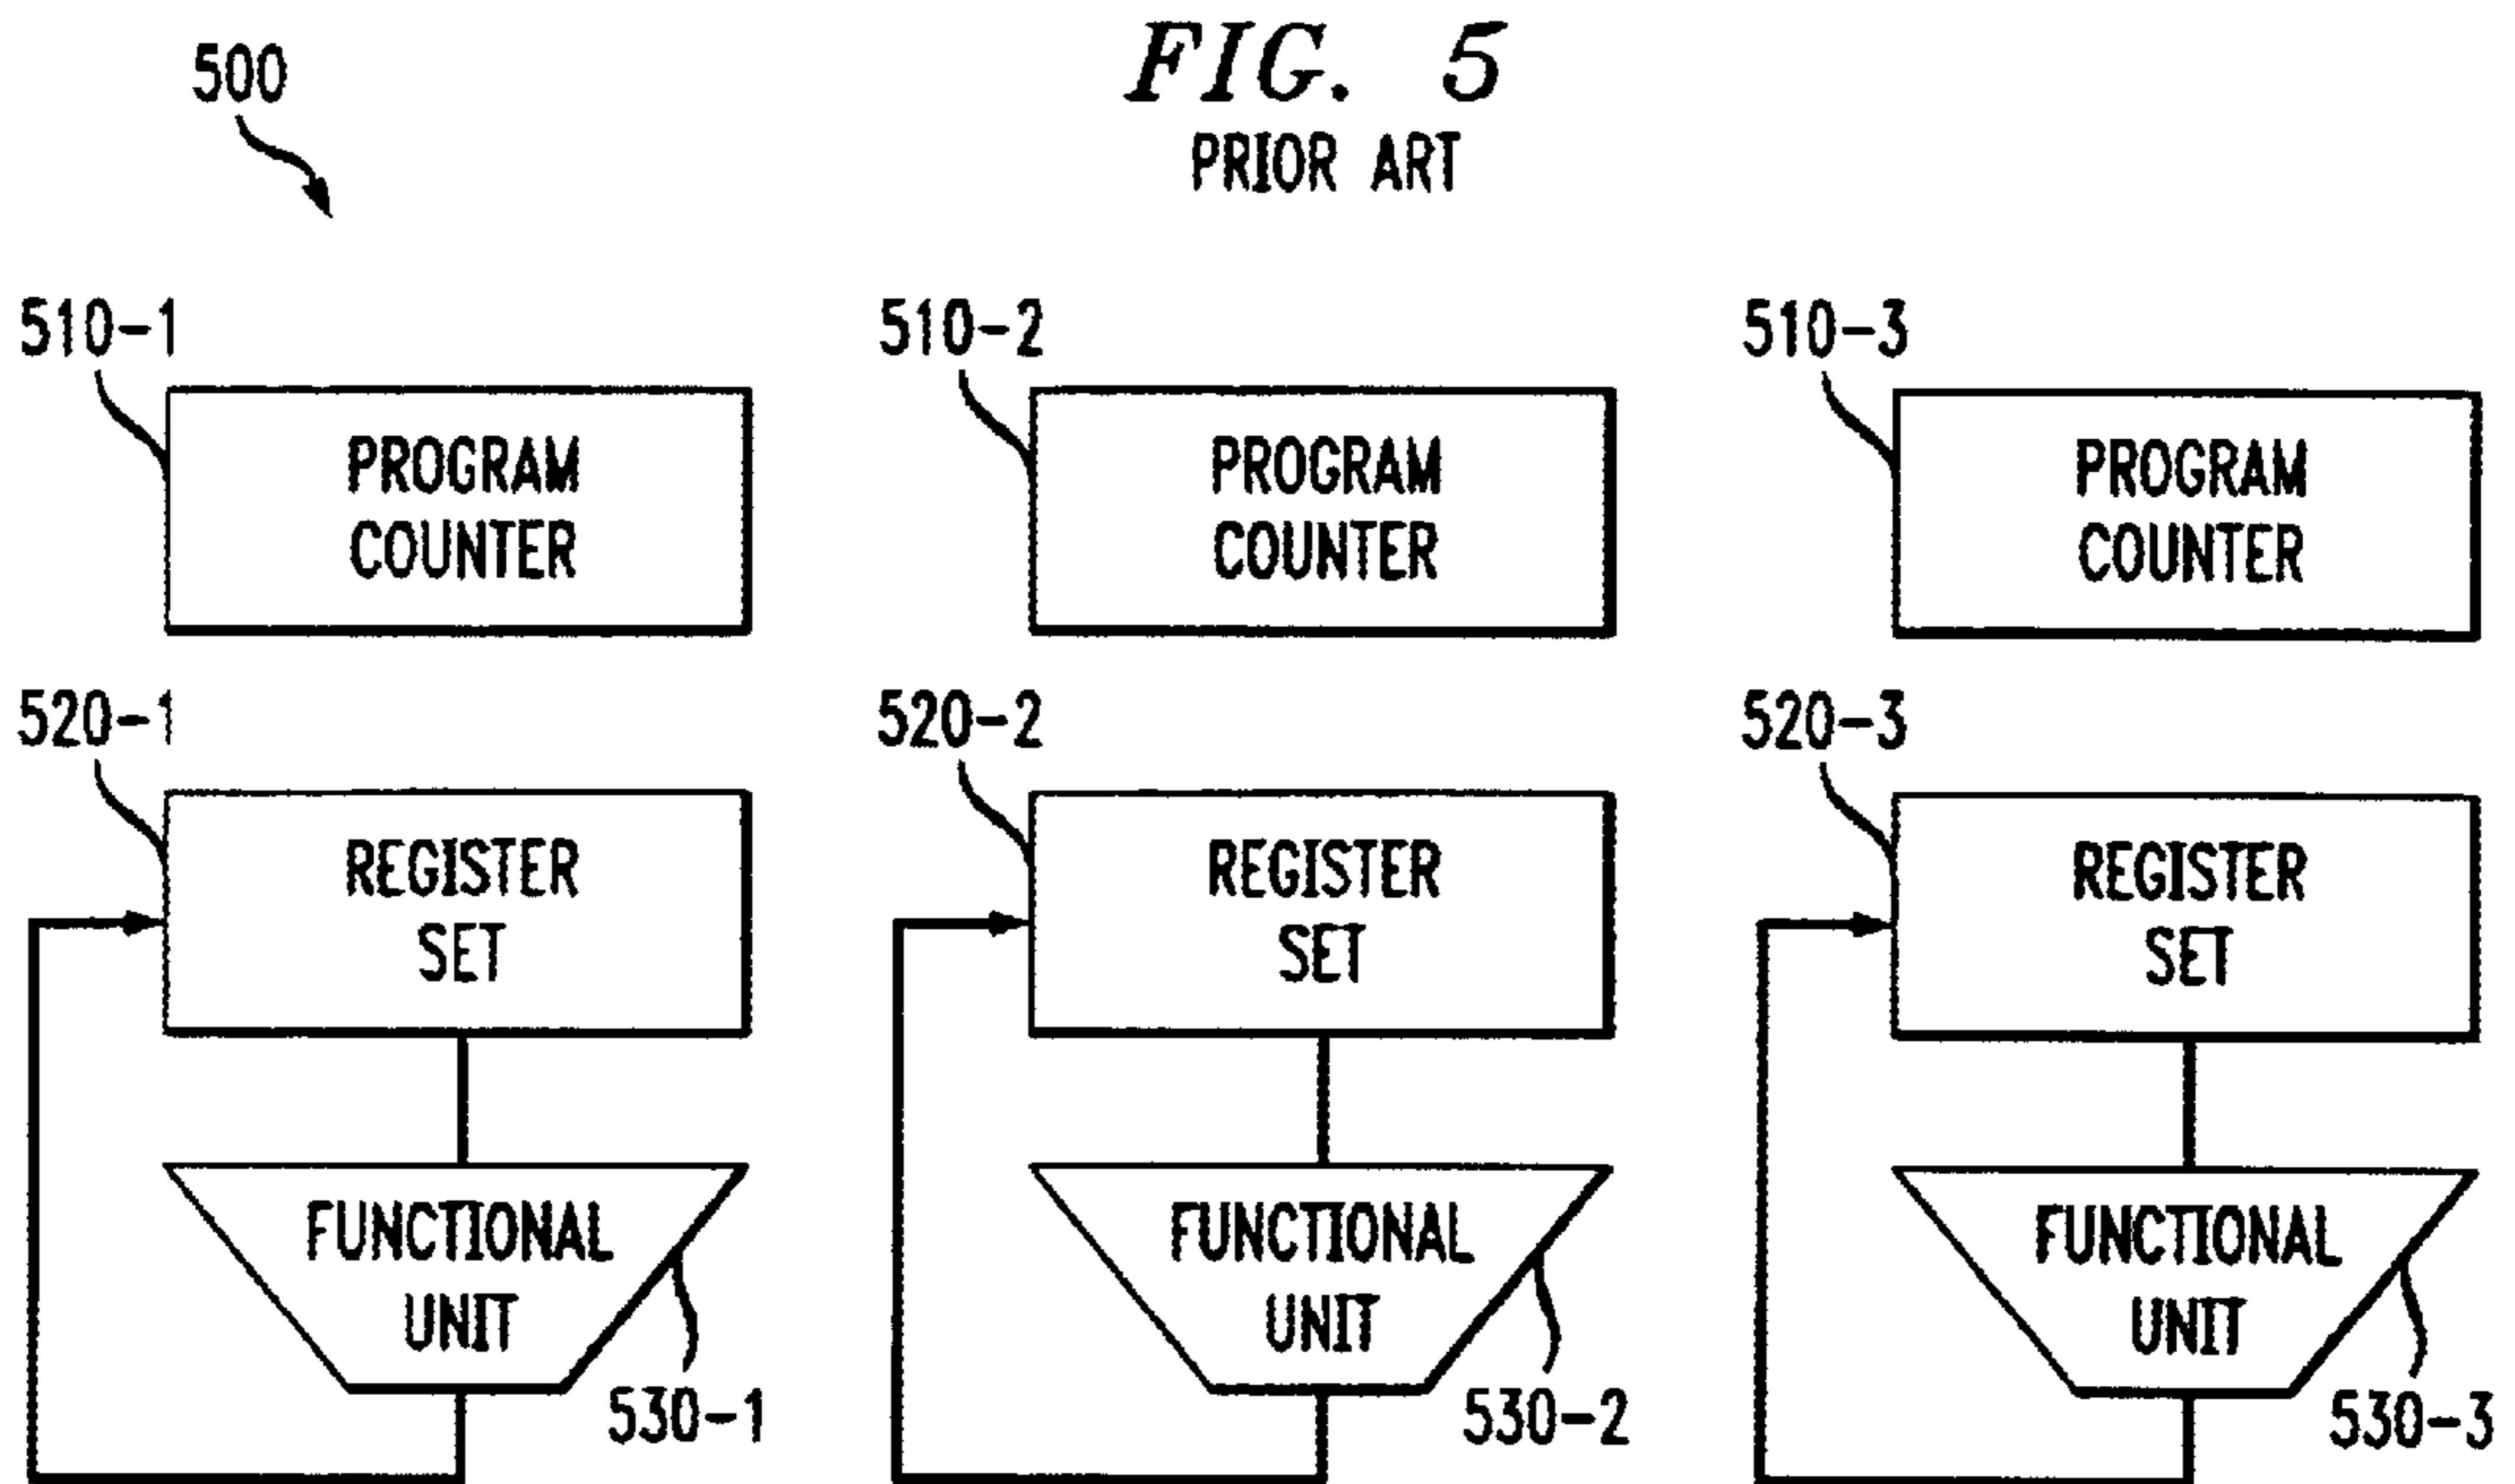 FIG. 5
PRIOR ART
500
510-1
510-2
510-3
PROGRAM
COUNTER
PROGRAM
COUNTER
PROGRAM
COUNTER
520-1
520-2
520-3
REGISTER
SET
REGISTER
SET
REGISTER
SET
FUNCTIONAL
UNIT
FUNCTIONAL
UNIT
FUNCTIONAL
UNIT
530-1
530-2
530-3